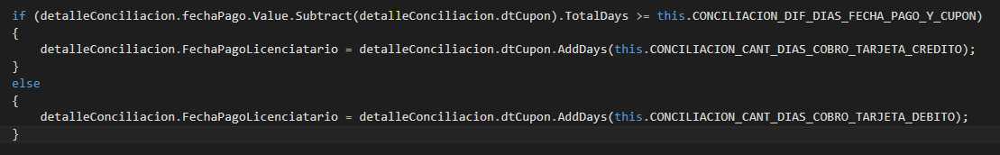 if (detalleConciliacion.fechaPago.Value.Subtract(detalleConciliacion.dtCupon).TotalDays >= this.CONCILIACION_DIF_DIAS_FECHA_PAGO_Y_CUPON)
{
    detalleConciliacion.FechaPagoLicenciatario = detalleConciliacion.dtCupon.AddDays(this.CONCILIACION_CANT_DIAS_COBRO_TARJETA_CREDITO);
}
else
{
    detalleConciliacion.FechaPagoLicenciatario = detalleConciliacion.dtCupon.AddDays(this.CONCILIACION_CANT_DIAS_COBRO_TARJETA_DEBITO);
}